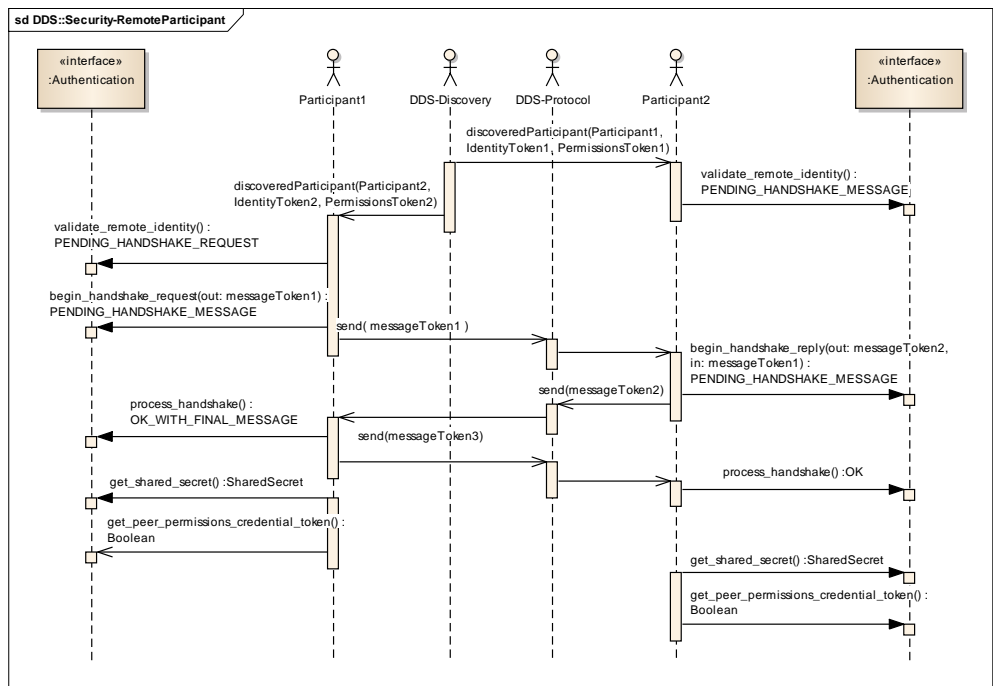 sd DDS::Security-RemoteParticipant
«interface»
:Authentication
Participant1
DDS-Discovery
DDS-Protocol
Participant2
«interface»
:Authentication
discoveredParticipant(Participant1,
IdentityToken1, PermissionsToken1)
validate_remote_identity() :
PENDING_HANDSHAKE_MESSAGE
discoveredParticipant(Participant2,
IdentityToken2, PermissionsToken2)
validate_remote_identity() :
PENDING_HANDSHAKE_REQUEST
begin_handshake_request(out: messageToken1) :
PENDING_HANDSHAKE_MESSAGE
send( messageToken1 )
begin_handshake_reply(out: messageToken2,
in: messageToken1) :
PENDING_HANDSHAKE_MESSAGE
send(messageToken2)
process_handshake() :
OK_WITH_FINAL_MESSAGE
send(messageToken3)
process_handshake() :OK
get_shared_secret() :SharedSecret
get_peer_permissions_credential_token() :
Boolean
get_shared_secret() :SharedSecret
get_peer_permissions_credential_token() :
Boolean